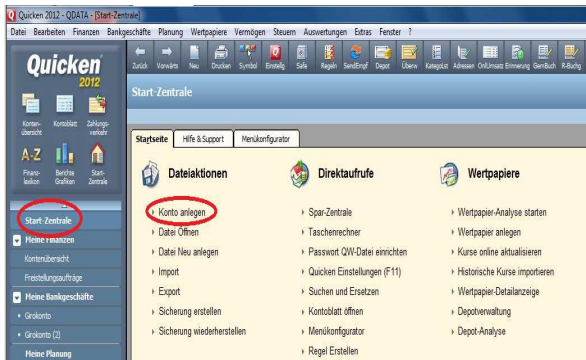 Quicken 2012 - QDATA - [Start-Zentrale]
Datei Bearbeiten Finanzen Bankgeschäfte Planung Wertpapiere Vermögen Steuern Auswertungen Extras Fenster ?
Quicken
2012
Zurück Vorwärts Neu Drucken Symbol Einstellg Safe Regeln SendEmpf Depot Überw KategoLst Adressen OnlUmsatz Erinnerung GemBuch R-Buchg
Start-Zentrale
Konten-übersicht Kontoblatt Zahlungs-verkehr
A-Z
Finanz-lexikon Berichte Grafiken Start-Zentrale
Startseite Hilfe & Support Menükonfigurator
Dateiaktionen Direktaufrufe Wertpapiere
Start-Zentrale
Meine Finanzen
Kontenübersicht
Freistellungsaufträge
Meine Bankgeschäfte
Grokonto
Grokonto (2)
Meine Planung
Konto anlegen
Datei Öffnen
Datei Neu anlegen
Import
Export
Sicherung erstellen
Sicherung wiederherstellen
Spar-Zentrale
Taschenrechner
Passwort QW-Datei einrichten
Quicken Einstellungen (F11)
Suchen und Ersetzen
Kontoblatt öffnen
Menükonfigurator
Regel Erstellen
Wertpapier-Analyse starten
Wertpapier anlegen
Kurse online aktualisieren
Historische Kurse importieren
Wertpapier-Detailanzeige
Depotverwaltung
Depot-Analyse